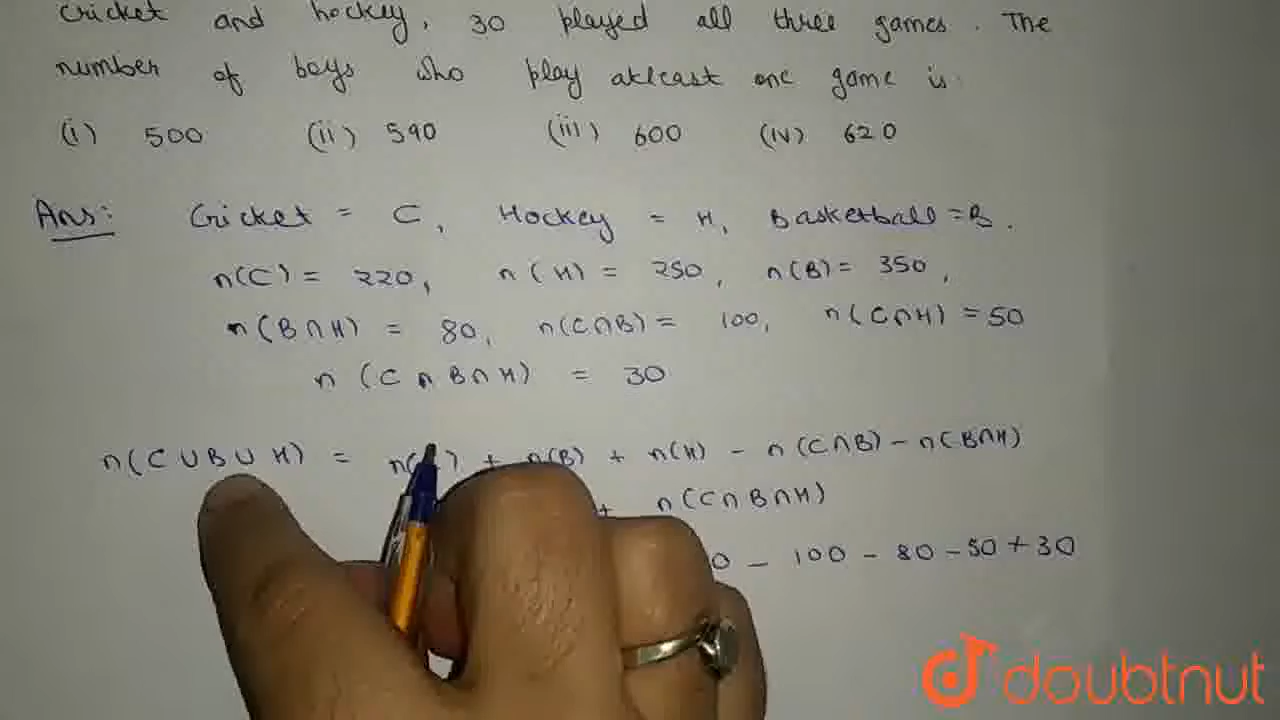 cricket and hockey, 30 played all three games. The
number of boys who play atleast one game is.
(i) 500 (ii) 590 (iii) 600 (iv) 620
Ans: Cricket = C, Hockey = H, Basketball = B.
n(C) = 220, n(H) = 250, n(B) = 350,
n(B∩H) = 80, n(C∩B) = 100, n(C∩H) = 50
n(C∩B∩H) = 30
n(C∪B∪H) = n( ) + n(B) + n(H) - n(C∩B) - n(B∩H)
+ n(C∩B∩H)
0 - 100 - 80 - 50 + 30
doubtnut